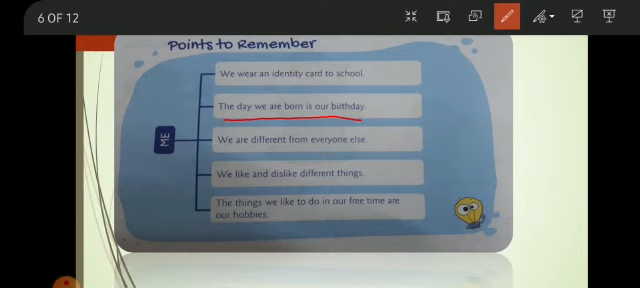 6 OF 12
Points to Remember
We wear an identity card to school.
The day we are born is our birthday.
ME
We are different from everyone else.
We like and dislike different things.
The things we like to do in our free time are
our hobbies.